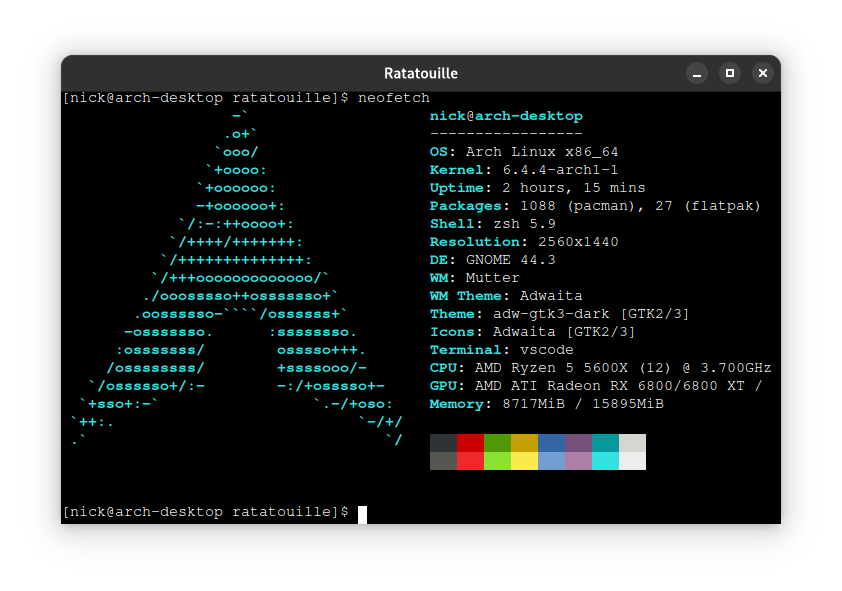 Ratatouille
[nick@arch-desktop ratatouille]$ neofetch
                   -`                    nick@arch-desktop
                  .o+`                   -----------------
                 `ooo/                   OS: Arch Linux x86_64
                `+oooo:                  Kernel: 6.4.4-arch1-1
               `+oooooo:                 Uptime: 2 hours, 15 mins
               -+oooooo+:                Packages: 1088 (pacman), 27 (flatpak)
             `/:-:++oooo+:               Shell: zsh 5.9
            `/++++/+++++++:              Resolution: 2560x1440
           `/++++++++++++++:             DE: GNOME 44.3
          `/+++ooooooooooooo/`           WM: Mutter
         ./ooosssso++osssssso+`          WM Theme: Adwaita
        .oossssso-````/ossssss+`         Theme: adw-gtk3-dark [GTK2/3]
       -osssssso.      :ssssssso.        Icons: Adwaita [GTK2/3]
      :osssssss/        osssso+++.       Terminal: vscode
     /ossssssss/        +ssssooo/-       CPU: AMD Ryzen 5 5600X (12) @ 3.700GHz
   `/ossssso+/:-        -:/+osssso+-     GPU: AMD ATI Radeon RX 6800/6800 XT /
  `+sso+:-`                 `.-/+oso:    Memory: 8717MiB / 15895MiB
 `++:.                           `-/+/
 .`                                 `/
[nick@arch-desktop ratatouille]$